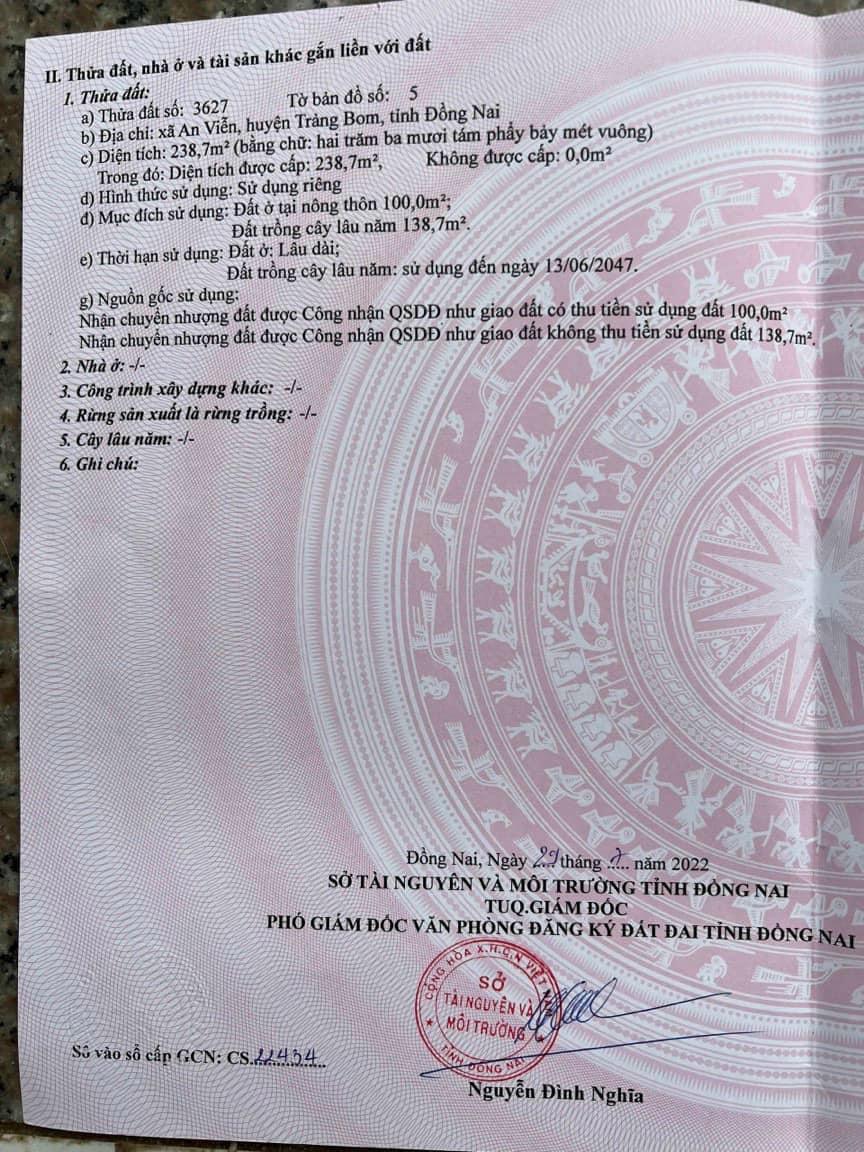 II. Thửa đất, nhà ở và tài sản khác gắn liền với đất
1. Thửa đất:
a) Thửa đất số: 3627 Tờ bản đồ số: 5
b) Địa chỉ: xã An Viễn, huyện Trảng Bom, tỉnh Đồng Nai
c) Diện tích: 238,7m² (bằng chữ: hai trăm ba mươi tám phẩy bảy mét vuông)
Trong đó: Diện tích được cấp: 238,7m², Không được cấp: 0,0m²
d) Hình thức sử dụng: Sử dụng riêng
đ) Mục đích sử dụng: Đất ở tại nông thôn 100,0m²;
Đất trồng cây lâu năm 138,7m².
e) Thời hạn sử dụng: Đất ở: Lâu dài;
Đất trồng cây lâu năm: sử dụng đến ngày 13/06/2047.
g) Nguồn gốc sử dụng:
Nhận chuyển nhượng đất được Công nhận QSDĐ như giao đất có thu tiền sử dụng đất 100,0m²
Nhận chuyển nhượng đất được Công nhận QSDĐ như giao đất không thu tiền sử dụng đất 138,7m².
2. Nhà ở: -/-
3. Công trình xây dựng khác: -/-
4. Rừng sản xuất là rừng trồng: -/-
5. Cây lâu năm: -/-
6. Ghi chú:
Đồng Nai, Ngày 29 tháng 7 năm 2022
SỞ TÀI NGUYÊN VÀ MÔI TRƯỜNG TỈNH ĐỒNG NAI
TUQ.GIÁM ĐỐC
PHÓ GIÁM ĐỐC VĂN PHÒNG ĐĂNG KÝ ĐẤT ĐAI TỈNH ĐỒNG NAI
CỘNG HÒA X.H.C.N VIỆT
SỞ
TÀI NGUYÊN VÀ
MÔI TRƯỜNG
TỈNH ĐỒNG NAI
Số vào sổ cấp GCN: CS.22434
Nguyễn Đình Nghĩa